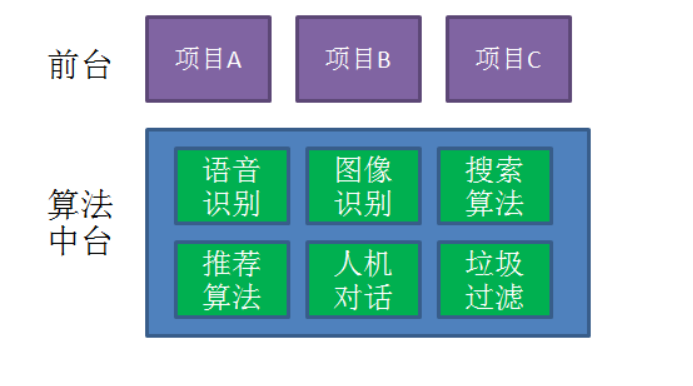 前台
项目A
项目B
项目C
算法
中台
语音
识别
图像
识别
搜索
算法
推荐
算法
人机
对话
垃圾
过滤